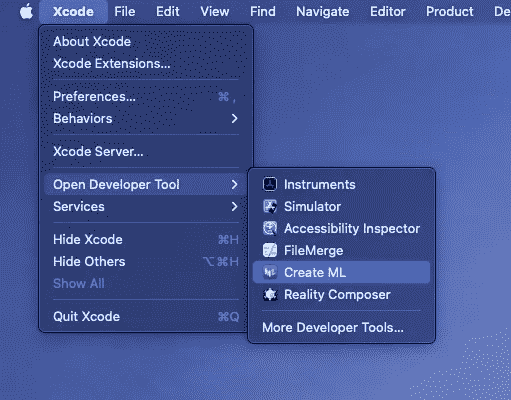 Xcode File Edit View Find Navigate Editor Product De
About Xcode
Xcode Extensions...
Preferences... ⌘ ,
Behaviors
Xcode Server...
Open Developer Tool
Services
Hide Xcode ⌘H
Hide Others ⌥⌘H
Show All
Quit Xcode ⌘Q
Instruments
Simulator
Accessibility Inspector
FileMerge
Create ML
Reality Composer
More Developer Tools...